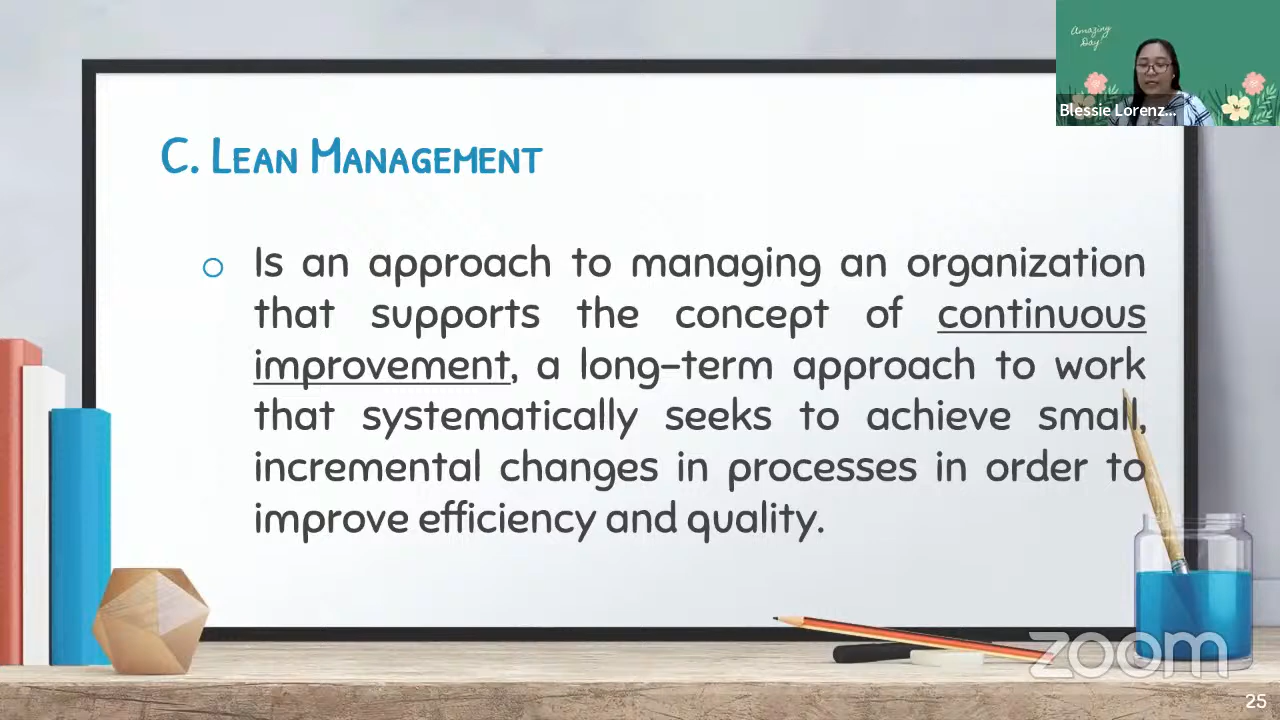 Amazing
Day
Blessie Lorenz...
C. LEAN MANAGEMENT
Is an approach to managing an organization
that supports the concept of continuous
improvement, a long-term approach to work
that systematically seeks to achieve small,
incremental changes in processes in order to
improve efficiency and quality.
zoom
25